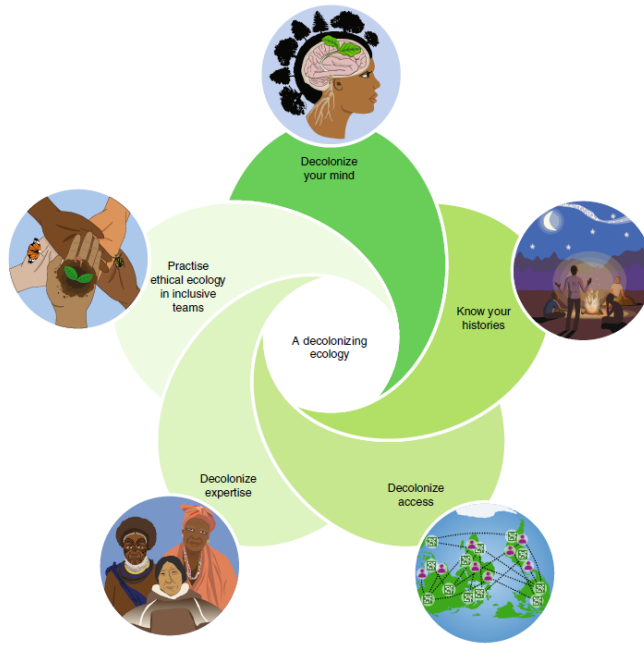 Decolonize
your mind
Practise
ethical ecology
in inclusive
teams
Know your
histories
A decolonizing
ecology
Decolonize
expertise
Decolonize
access